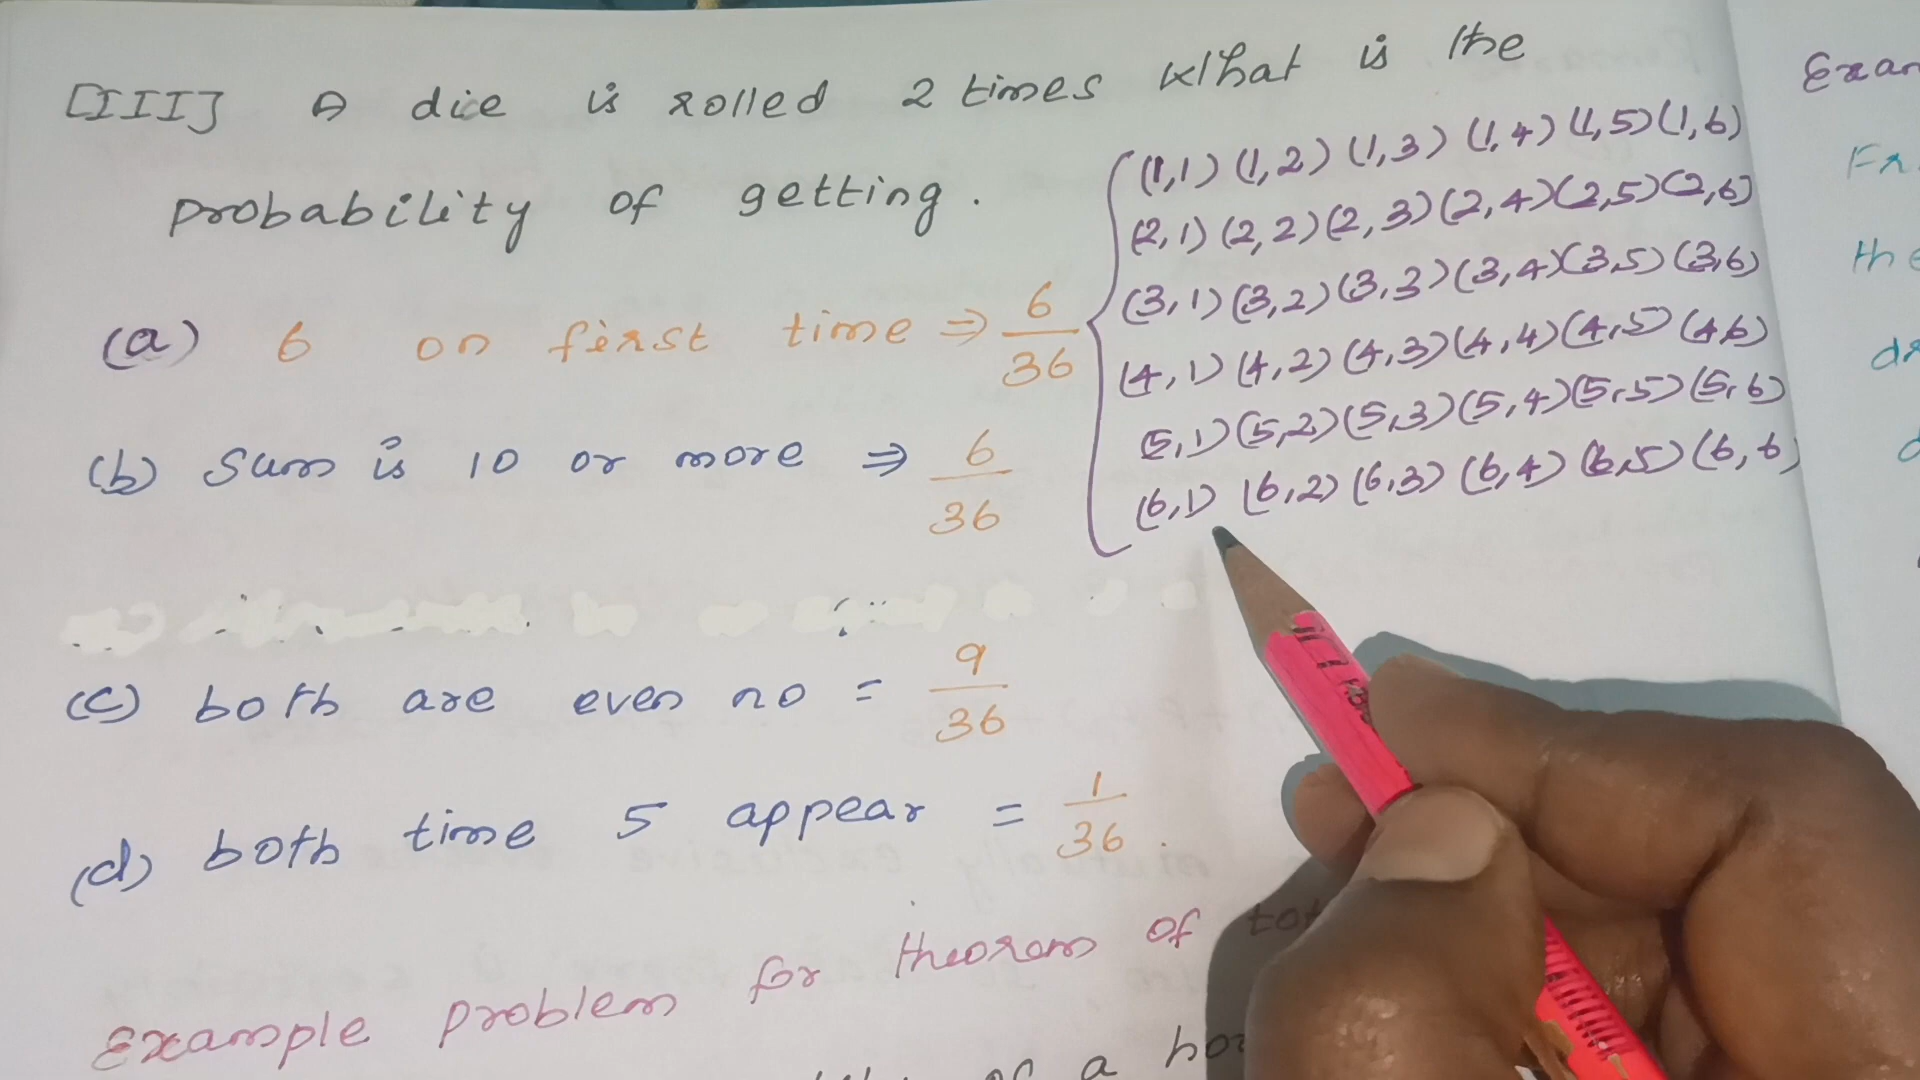 [III] A die is rolled 2 times What is the
probability of getting.
(a) 6 on first time ⇒ 6/36
(b) Sum is 10 or more ⇒ 6/36
(c) both are even no = 9/36
(d) both time 5 appear = 1/36.
(1,1) (1,2) (1,3) (1,4) (1,5) (1,6)
(2,1) (2,2) (2,3) (2,4) (2,5) (2,6)
(3,1) (3,2) (3,3) (3,4) (3,5) (3,6)
(4,1) (4,2) (4,3) (4,4) (4,5) (4,6)
(5,1) (5,2) (5,3) (5,4) (5,5) (5,6)
(6,1) (6,2) (6,3) (6,4) (6,5) (6,6)
Example problem for theorem of tot
of a
Exam
the